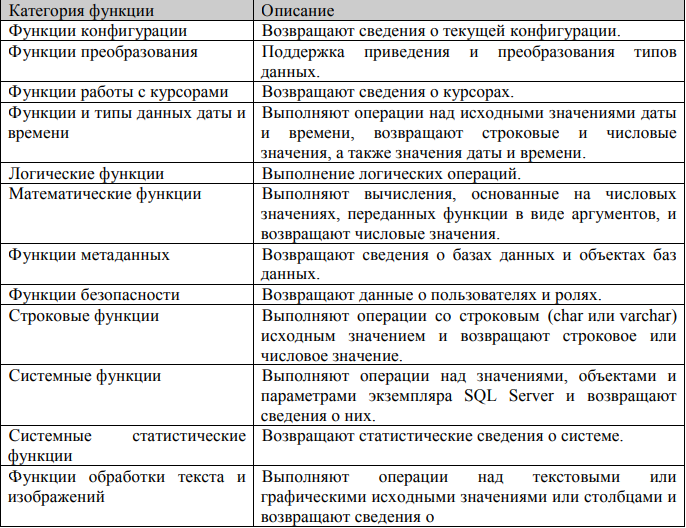 Категория функции Описание
Функции конфигурации Возвращают сведения о текущей конфигурации.
Функции преобразования Поддержка приведения и преобразования типов
данных.
Функции работы с курсорами Возвращают сведения о курсорах.
Функции и типы данных даты и
времени
Выполняют операции над исходными значениями даты
и времени, возвращают строковые и числовые
значения, а также значения даты и времени.
Логические функции Выполнение логических операций.
Математические функции Выполняют вычисления, основанные на числовых
значениях, переданных функции в виде аргументов, и
возвращают числовые значения.
Функции метаданных Возвращают сведения о базах данных и объектах баз
данных.
Функции безопасности Возвращают данные о пользователях и ролях.
Строковые функции Выполняют операции со строковым (char или varchar)
исходным значением и возвращают строковое или
числовое значение.
Системные функции Выполняют операции над значениями, объектами и
параметрами экземпляра SQL Server и возвращают
сведения о них.
Системные статистические
функции
Возвращают статистические сведения о системе.
Функции обработки текста и
изображений
Выполняют операции над текстовыми или
графическими исходными значениями или столбцами и
возвращают сведения о